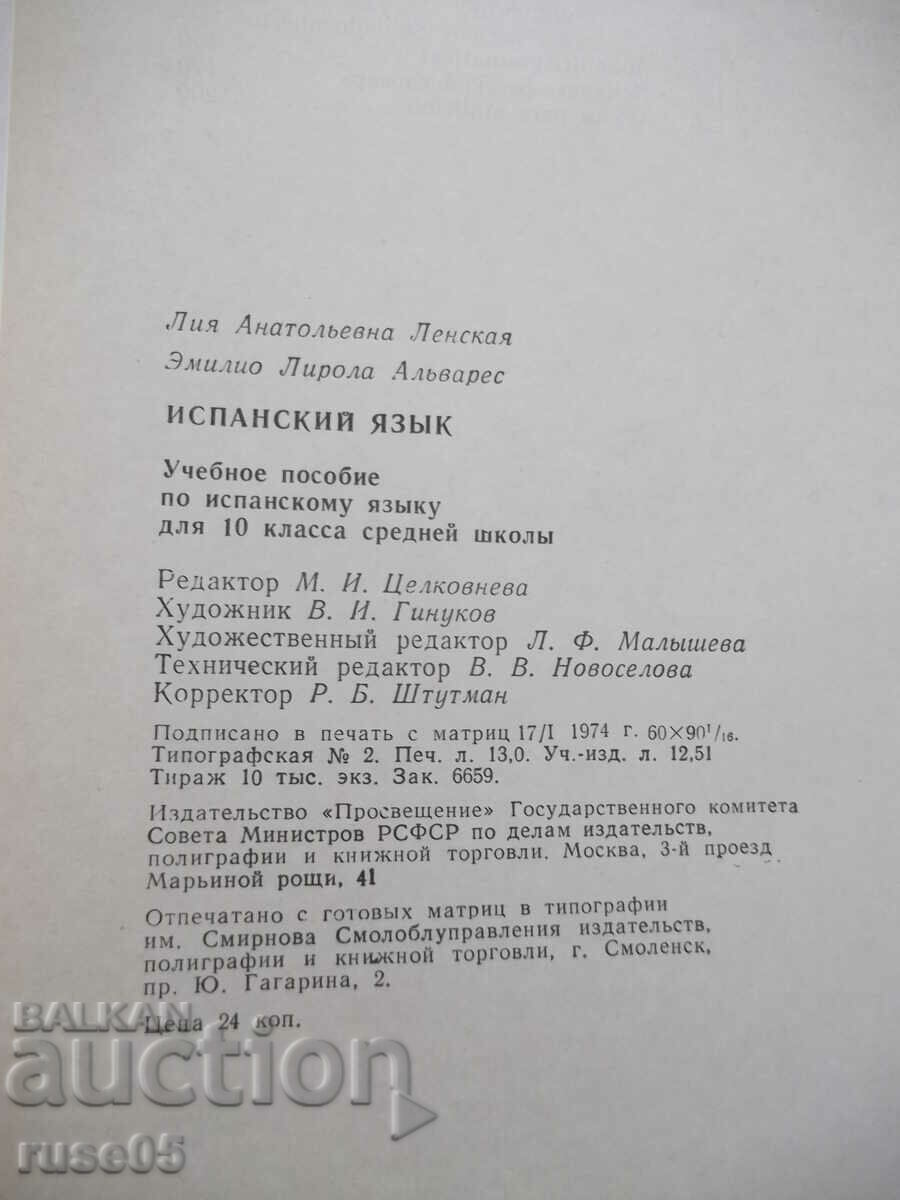 Лия Анатольевна Ленская
Эмилио Лирола Альварес
ИСПАНСКИЙ ЯЗЫК
Учебное пособие
по испанскому языку
для 10 класса средней школы
Редактор М. И. Целковнева
Художник В. И. Гинуков
Художественный редактор Л. Ф. Малышева
Технический редактор В. В. Новоселова
Корректор Р. Б. Штутман
Подписано в печать с матриц 17/I 1974 г. 60×90¹/₁₆.
Типографская № 2. Печ. л. 13,0. Уч.-изд. л. 12,51
Тираж 10 тыс. экз. Зак. 6659.
Издательство «Просвещение» Государственного комитета
Совета Министров РСФСР по делам издательств,
полиграфии и книжной торговли. Москва, 3-й проезд
Марьиной рощи, 41
Отпечатано с готовых матриц в типографии
им. Смирнова Смолоблуправления издательств,
полиграфии и книжной торговли, г. Смоленск,
пр. Ю. Гагарина, 2.
Цена 24 коп.
BALKAN
auction
ruse05